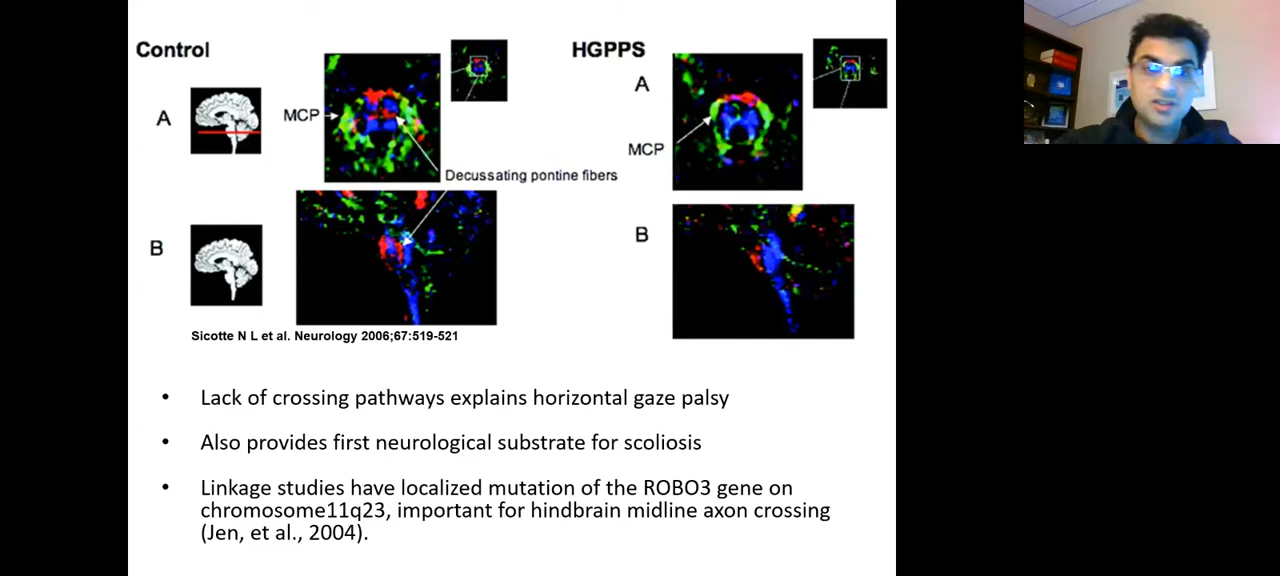 Control
HGPPS
A
MCP
A
MCP
Decussating pontine fibers
B
B
Sicotte N L et al. Neurology 2006;67:519-521
• Lack of crossing pathways explains horizontal gaze palsy
• Also provides first neurological substrate for scoliosis
• Linkage studies have localized mutation of the ROBO3 gene on
chromosome11q23, important for hindbrain midline axon crossing
(Jen, et al., 2004).